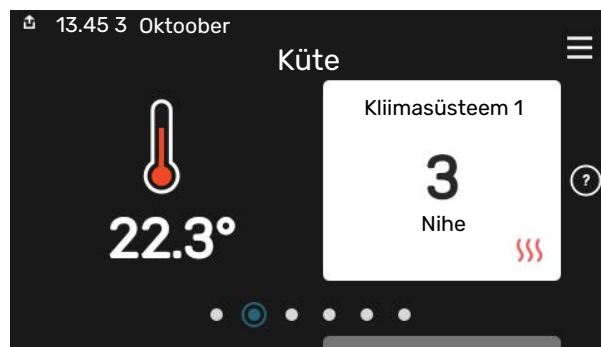 13.45 3 Oktoober
Küte
Kliimasüsteem 1
3
Nihe
22.3°
?